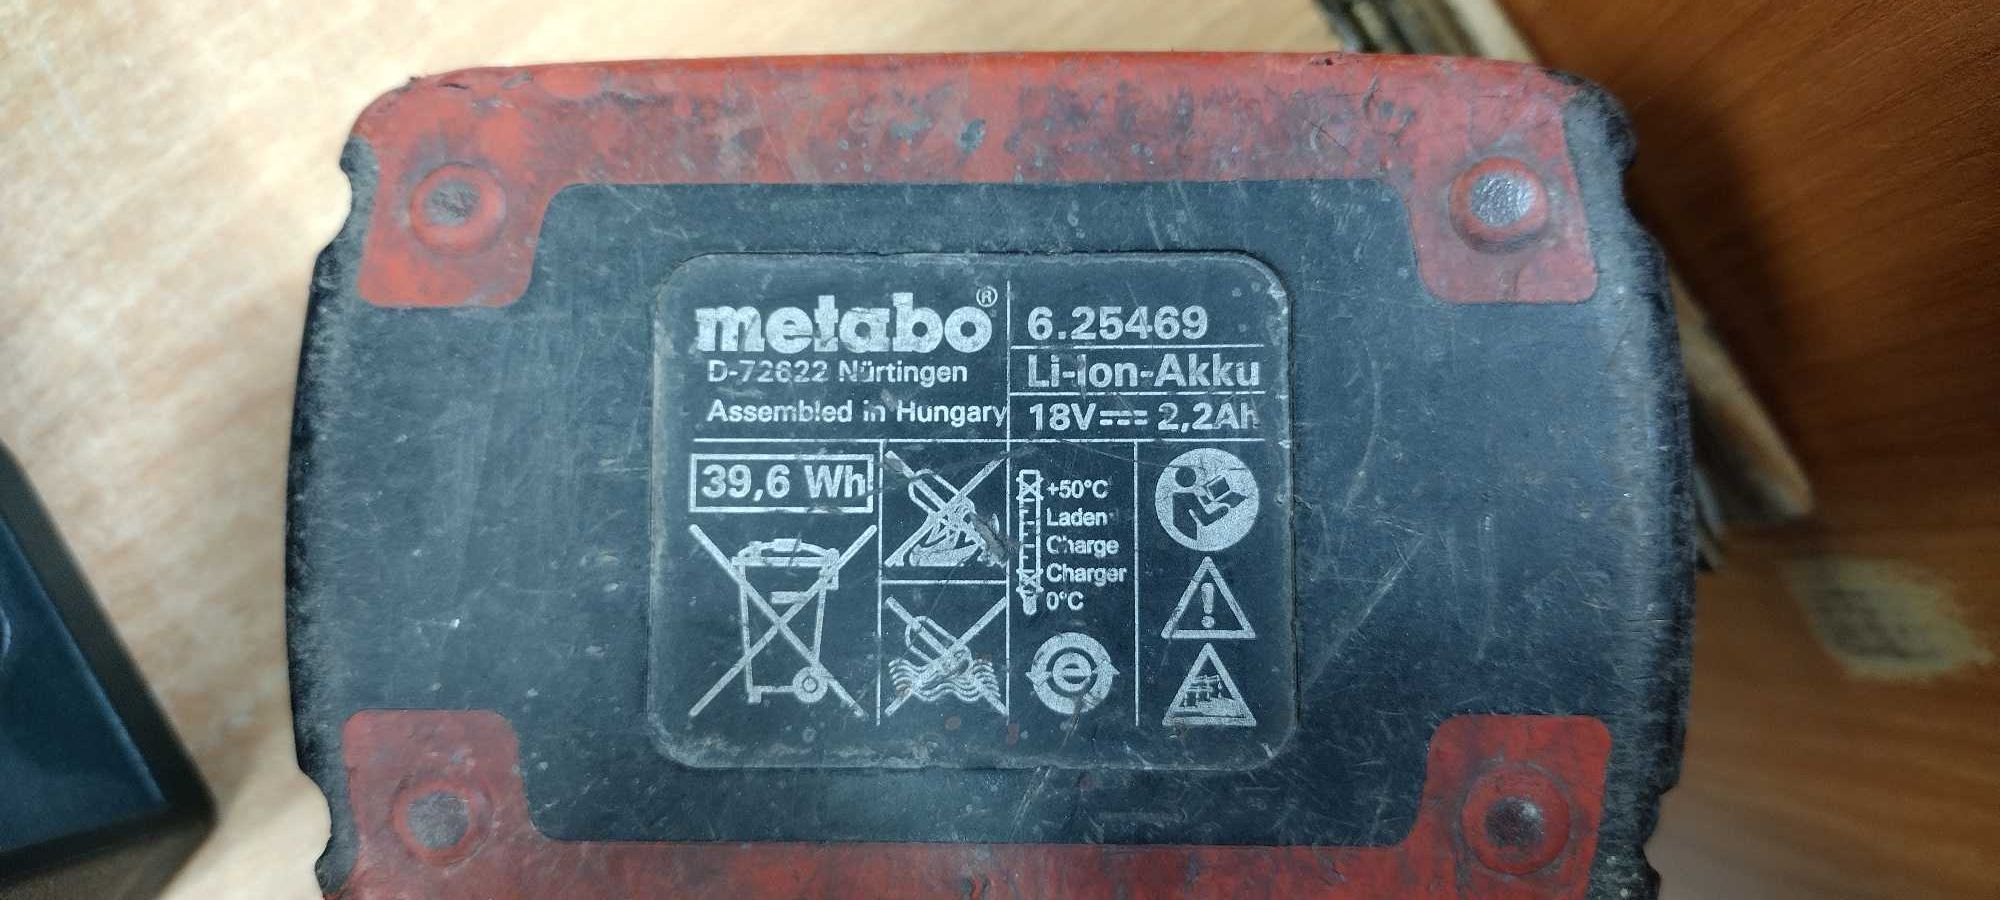 metabo®
D-72622 Nürtingen
Assembled in Hungary
6.25469
Li-Ion-Akku
18V 2,2Ah
39,6 Wh
+50°C
Laden
Charge
Charger
0°C
e